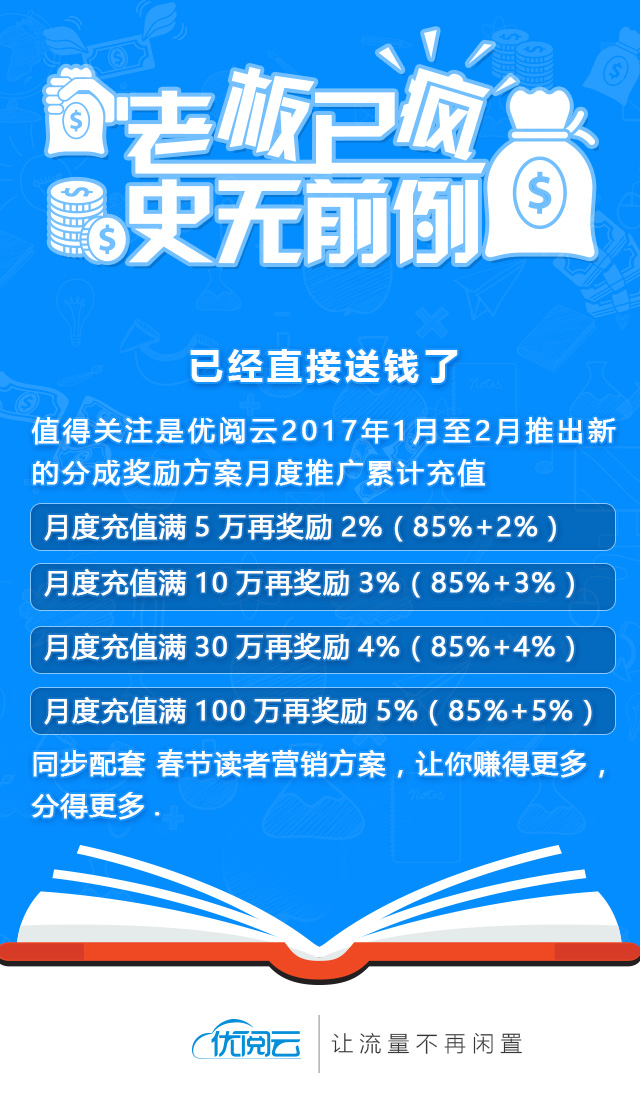 老板已疯
史无前例
已经直接送钱了
值得关注是优阅云2017年1月至2月推出新
的分成奖励方案月度推广累计充值
月度充值满 5 万再奖励 2%（85%+2%）
月度充值满 10 万再奖励 3%（85%+3%）
月度充值满 30 万再奖励 4%（85%+4%）
月度充值满 100 万再奖励 5%（85%+5%）
同步配套 春节读者营销方案，让你赚得更多，
分得更多 .
优阅云 让流量不再闲置